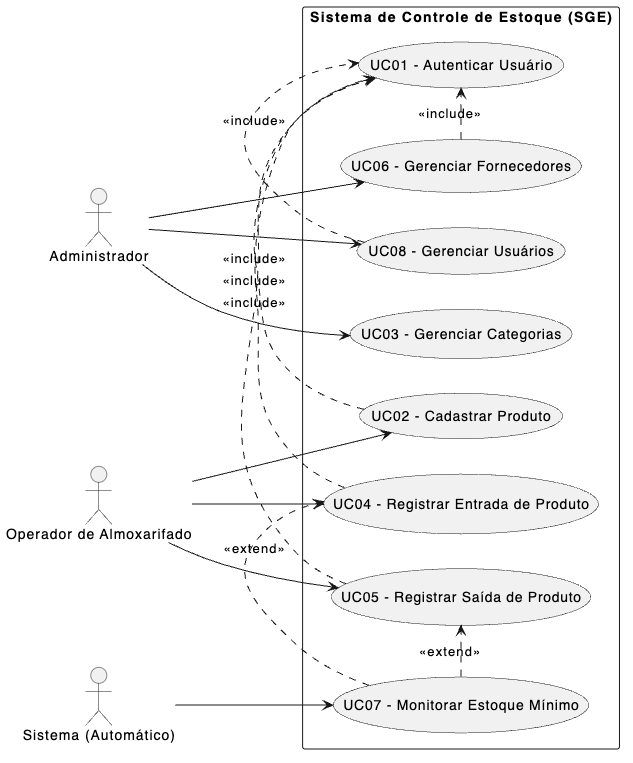 Sistema de Controle de Estoque (SGE)
UC01 - Autenticar Usuário
«include»
«include»
UC06 - Gerenciar Fornecedores
Administrador
UC08 - Gerenciar Usuários
«include»
«include»
«include»
UC03 - Gerenciar Categorias
UC02 - Cadastrar Produto
UC04 - Registrar Entrada de Produto
Operador de Almoxarifado
«extend»
UC05 - Registrar Saída de Produto
«extend»
UC07 - Monitorar Estoque Mínimo
Sistema (Automático)